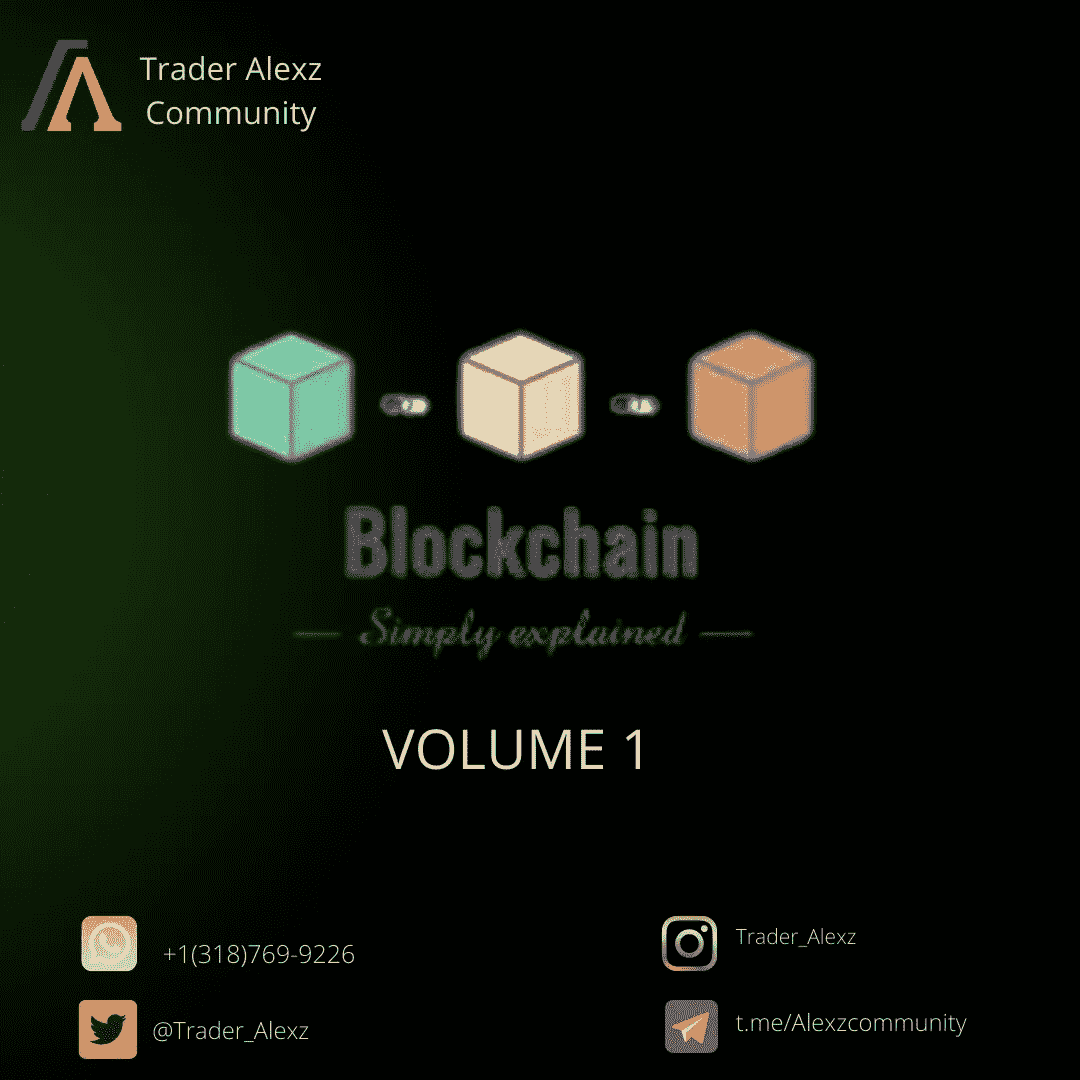 Trader Alexz
Community
Blockchain
Simply explained
VOLUME 1
+1(318)769-9226
Trader_Alexz
@Trader_Alexz
t.me/Alexzcommunity